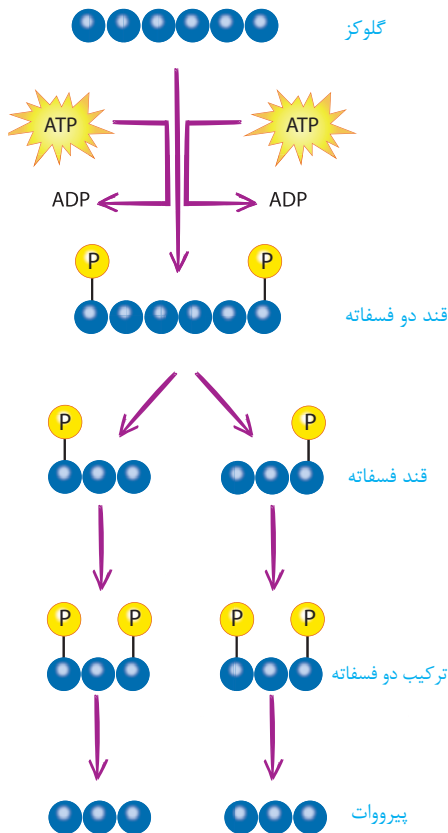 گلوکز
ATP ATP
ADP ADP
P P
قند دو فسفاته
P P
قند فسفاته
P P P P
ترکیب دو فسفاته
پیرووات